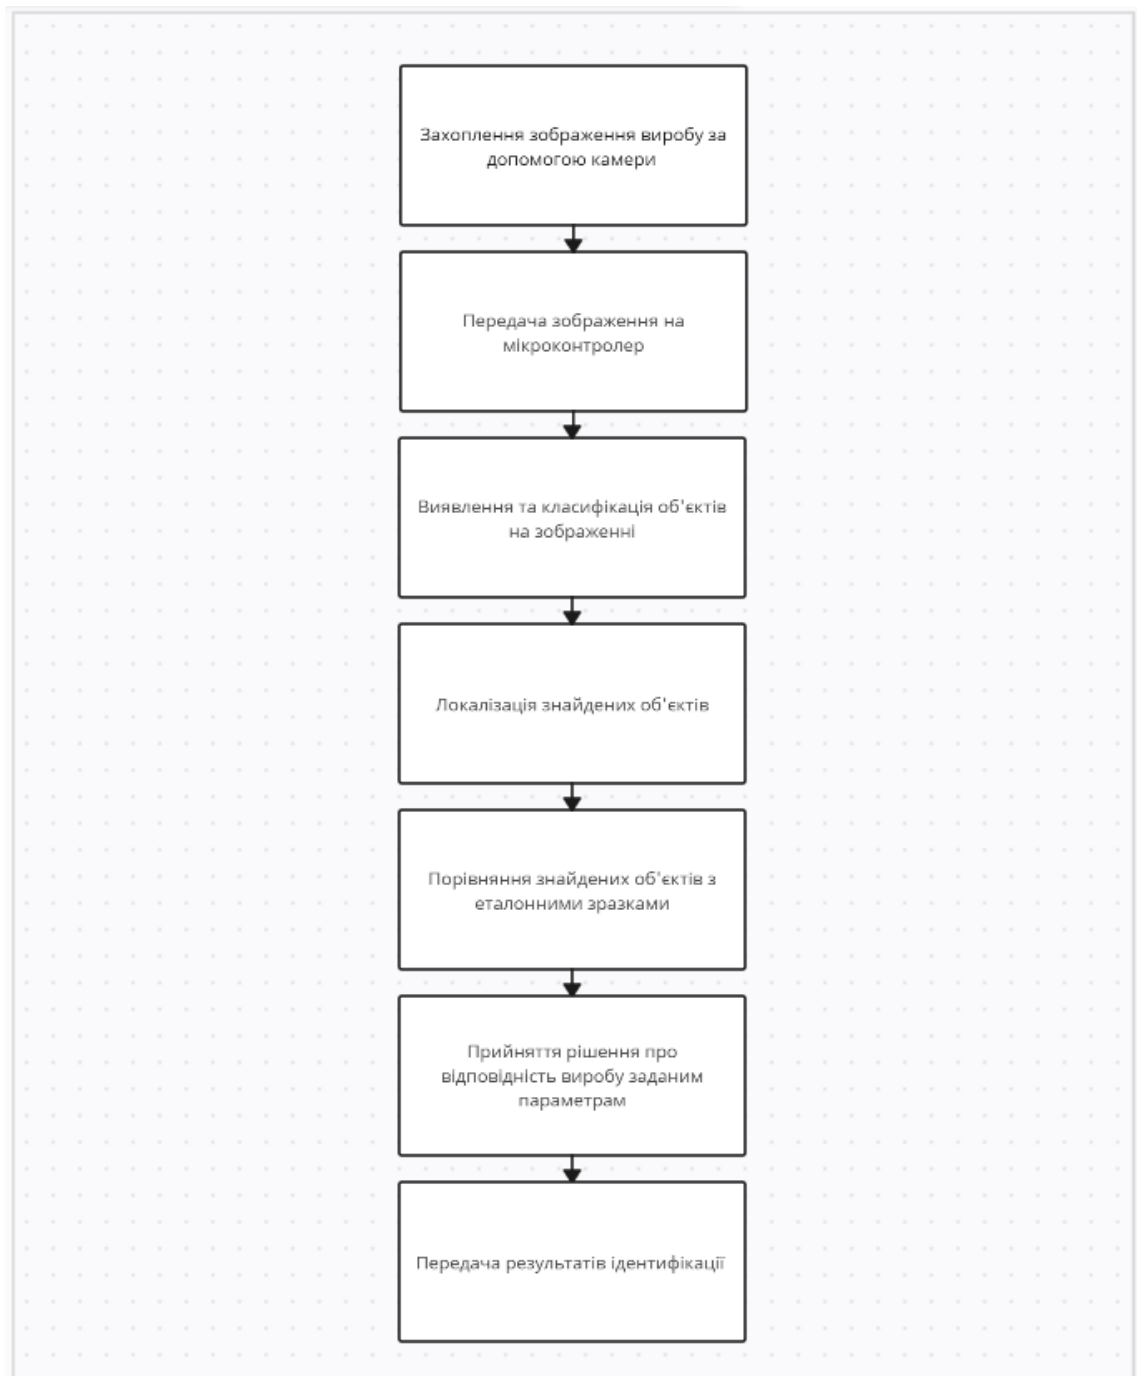 Захоплення зображення виробу за
допомогою камери
Передача зображення на
мікроконтролер
Виявлення та класифікація об'єктів
на зображенні
Локалізація знайдених об'єктів
Порівняння знайдених об'єктів з
еталонними зразками
Прийняття рішення про
відповідність виробу заданим
параметрам
Передача результатів ідентифікації